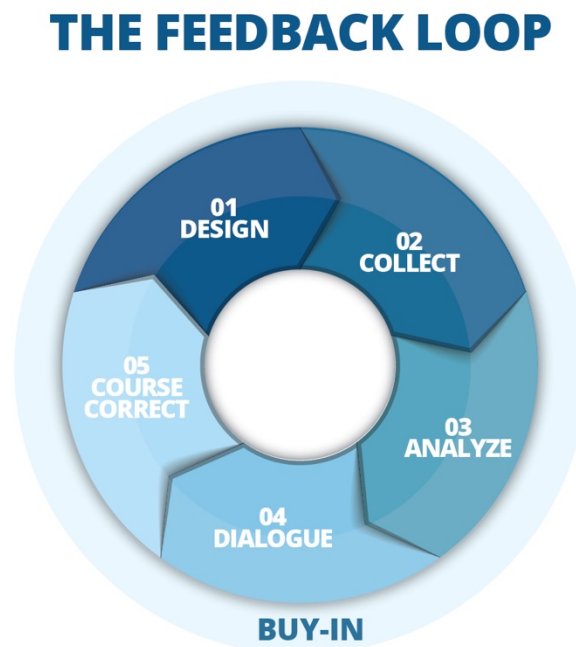 THE FEEDBACK LOOP
01
DESIGN
02
COLLECT
03
ANALYZE
04
DIALOGUE
05
COURSE
CORRECT
BUY-IN